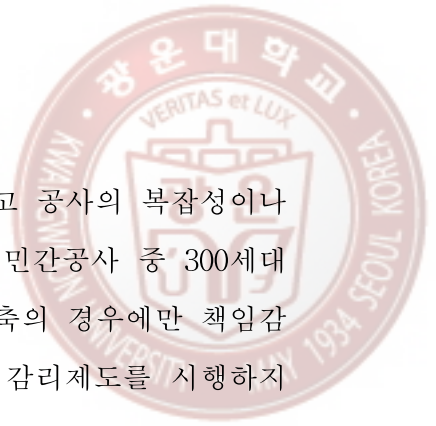 광운대학교
VERITAS et LUX
SEOUL KOREA
1934
고 공사의 복잡성이나
민간공사 중 300세대
축의 경우에만 책임감
감리제도를 시행하지